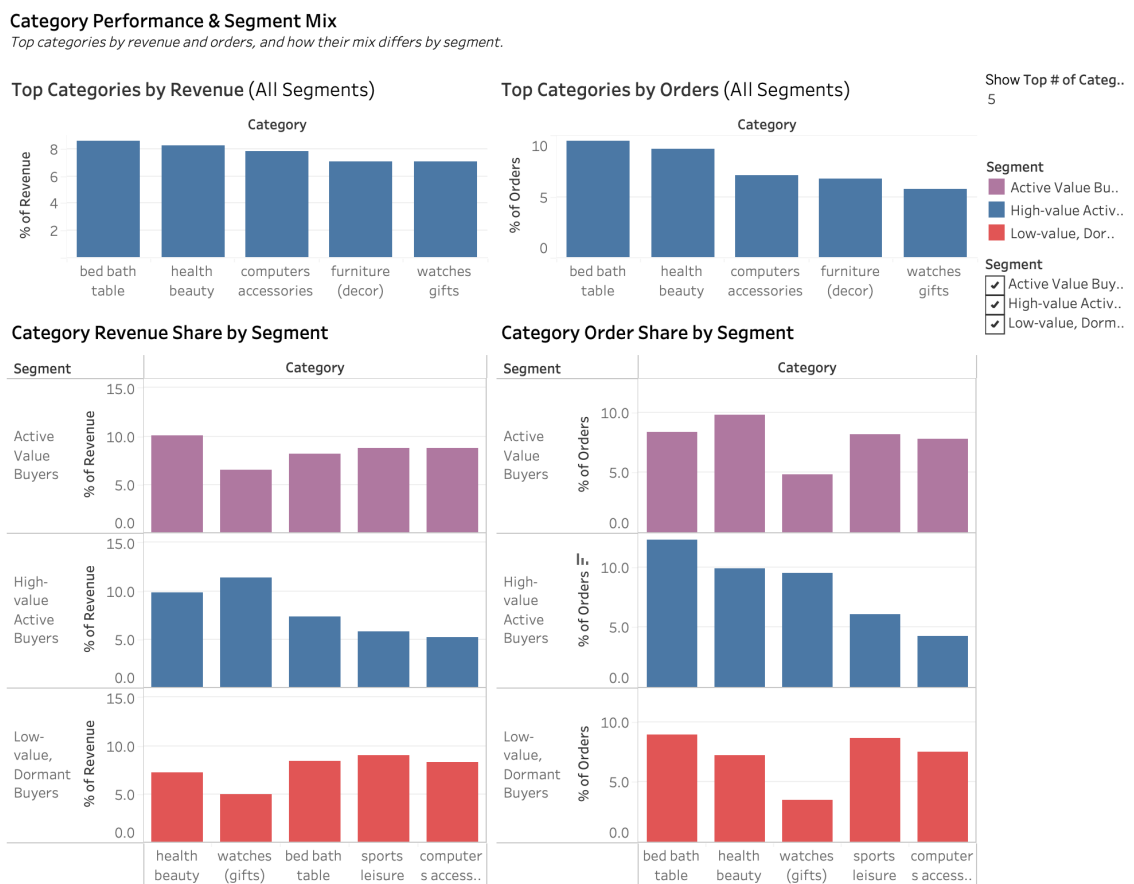 Category Performance & Segment Mix
Top categories by revenue and orders, and how their mix differs by segment.
Top Categories by Revenue (All Segments)
Category
% of Revenue
8
6
4
2
bed bath
table
health
beauty
computers
accessories
furniture
(decor)
watches
gifts
Top Categories by Orders (All Segments)
Category
% of Orders
10
5
0
bed bath
table
health
beauty
computers
accessories
furniture
(decor)
watches
gifts
Show Top # of Categ..
5
Segment
Active Value Bu..
High-value Activ..
Low-value, Dor..
Segment
Active Value Buy..
High-value Activ..
Low-value, Dorm..
Category Revenue Share by Segment
Segment
Category
Active
Value
Buyers
% of Revenue
15.0
10.0
5.0
0.0
High-
value
Active
Buyers
% of Revenue
15.0
10.0
5.0
0.0
Low-
value,
Dormant
Buyers
% of Revenue
15.0
10.0
5.0
0.0
health
beauty
watches
(gifts)
bed bath
table
sports
leisure
computer
s access..
Category Order Share by Segment
Segment
Category
Active
Value
Buyers
% of Orders
10.0
5.0
0.0
High-
value
Active
Buyers
% of Orders
10.0
5.0
0.0
Low-
value,
Dormant
Buyers
% of Orders
10.0
5.0
0.0
bed bath
table
health
beauty
watches
(gifts)
sports
leisure
computer
s access..